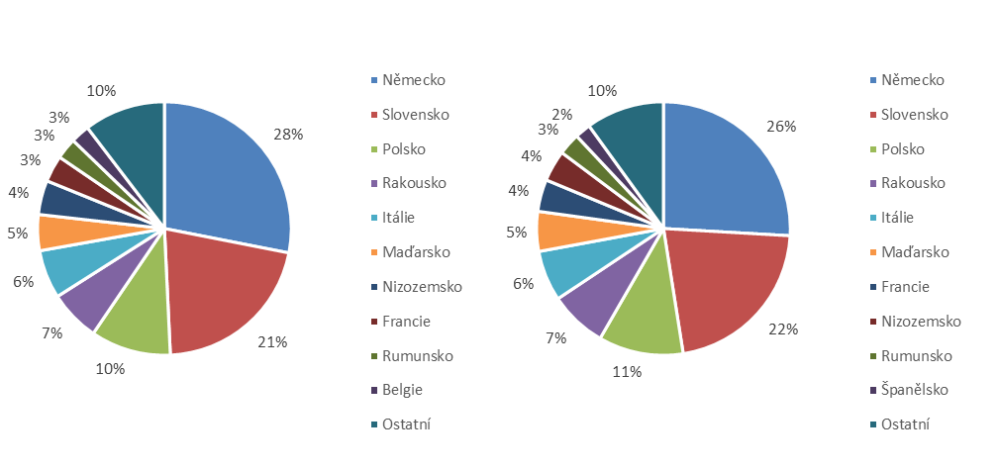 28%
21%
10%
7%
6%
5%
4%
3%
3%
3%
10%
Německo
Slovensko
Polsko
Rakousko
Itálie
Maďarsko
Nizozemsko
Francie
Rumunsko
Belgie
Ostatní
26%
22%
11%
7%
6%
5%
4%
4%
3%
2%
10%
Německo
Slovensko
Polsko
Rakousko
Itálie
Maďarsko
Francie
Nizozemsko
Rumunsko
Španělsko
Ostatní